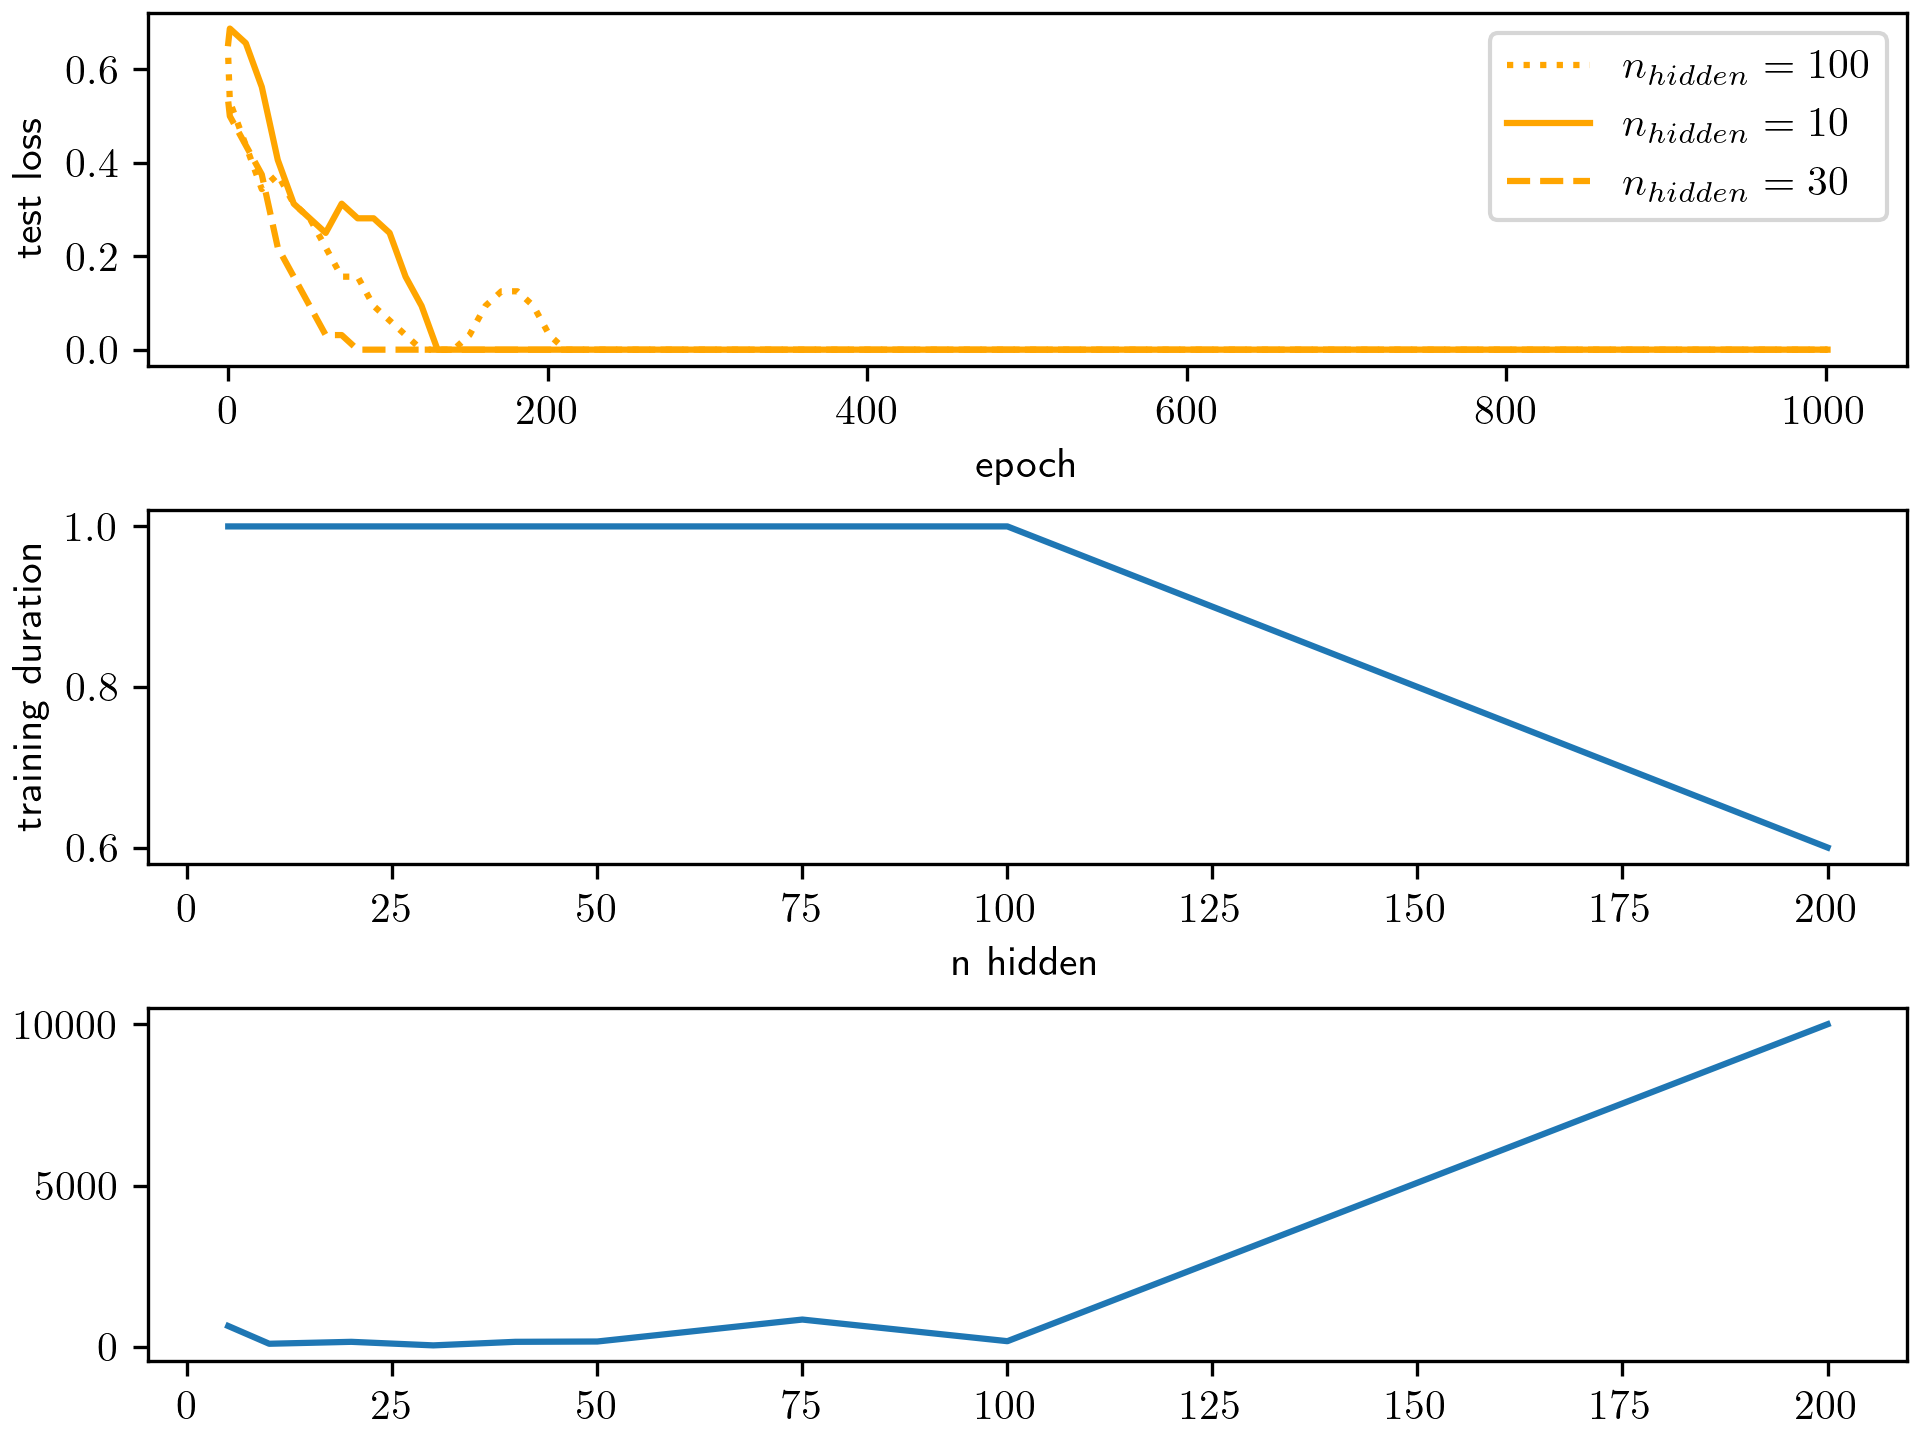 test loss
0.6
0.4
0.2
0.0
n_{hidden} = 100
n_{hidden} = 10
n_{hidden} = 30
0 200 400 600 800 1000
epoch
training duration
1.0
0.8
0.6
0 25 50 75 100 125 150 175 200
n hidden
10000
5000
0
0 25 50 75 100 125 150 175 200